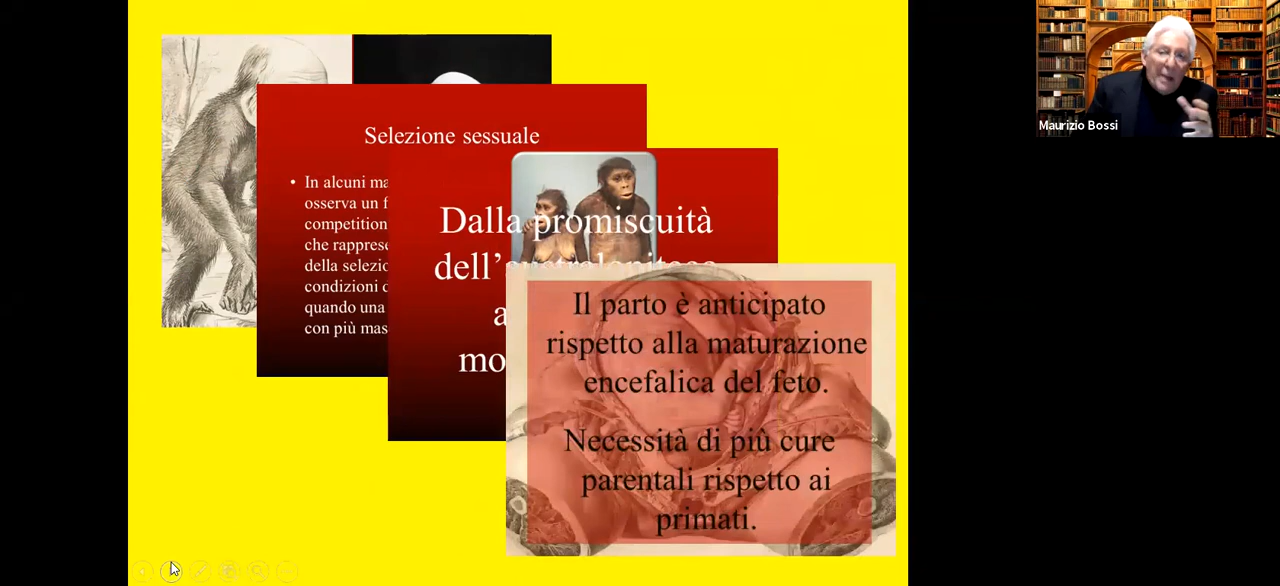 Selezione sessuale
• In alcuni ma
osserva un f
competition
che rapprese
della selezio
condizioni d
quando una
con più mas
Dalla promiscuità
dell'australopiteco
a
mo
Il parto è anticipato
rispetto alla maturazione
encefalica del feto.
Necessità di più cure
parentali rispetto ai
primati.
Maurizio Bossi